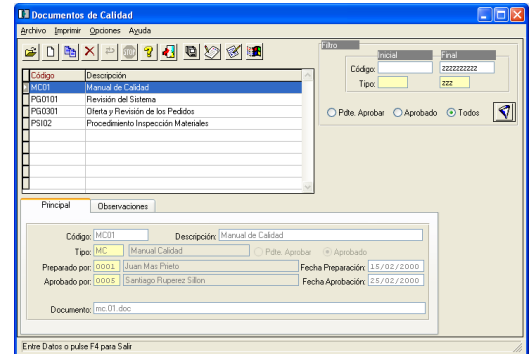 Documentos de Calidad
Archivo Imprimir Opciones Ayuda
STOP
Filtro
Inicial Final
Código: zzzzzzzzzz
Tipo: zzz
Pdte. Aprobar Aprobado Todos
Código Descripción
MC01 Manual de Calidad
PG0101 Revisión del Sistema
PG0301 Oferta y Revisión de los Pedidos
PSI02 Procedimiento Inspección Materiales
Principal Observaciones
Código: MC01 Descripción: Manual de Calidad
Tipo: MC Manual Calidad Pdte. Aprobar Aprobado
Preparado por: 0001 Juan Mas Prieto Fecha Preparación: 15/02/2000
Aprobado por: 0005 Santiago Ruperez Sillon Fecha Aprobación: 25/02/2000
Documento: mc.01.doc
Entre Datos o pulse F4 para Salir